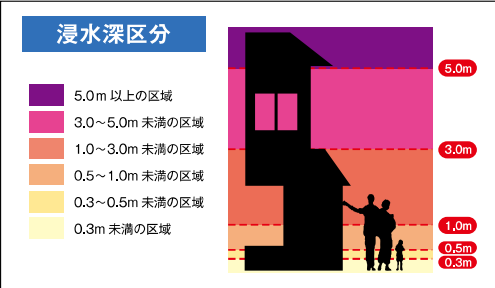 浸水深区分
5.0m 以上の区域
3.0～5.0m 未満の区域
1.0～3.0m 未満の区域
0.5～1.0m 未満の区域
0.3～0.5m 未満の区域
0.3m 未満の区域
5.0m
3.0m
1.0m
0.5m
0.3m